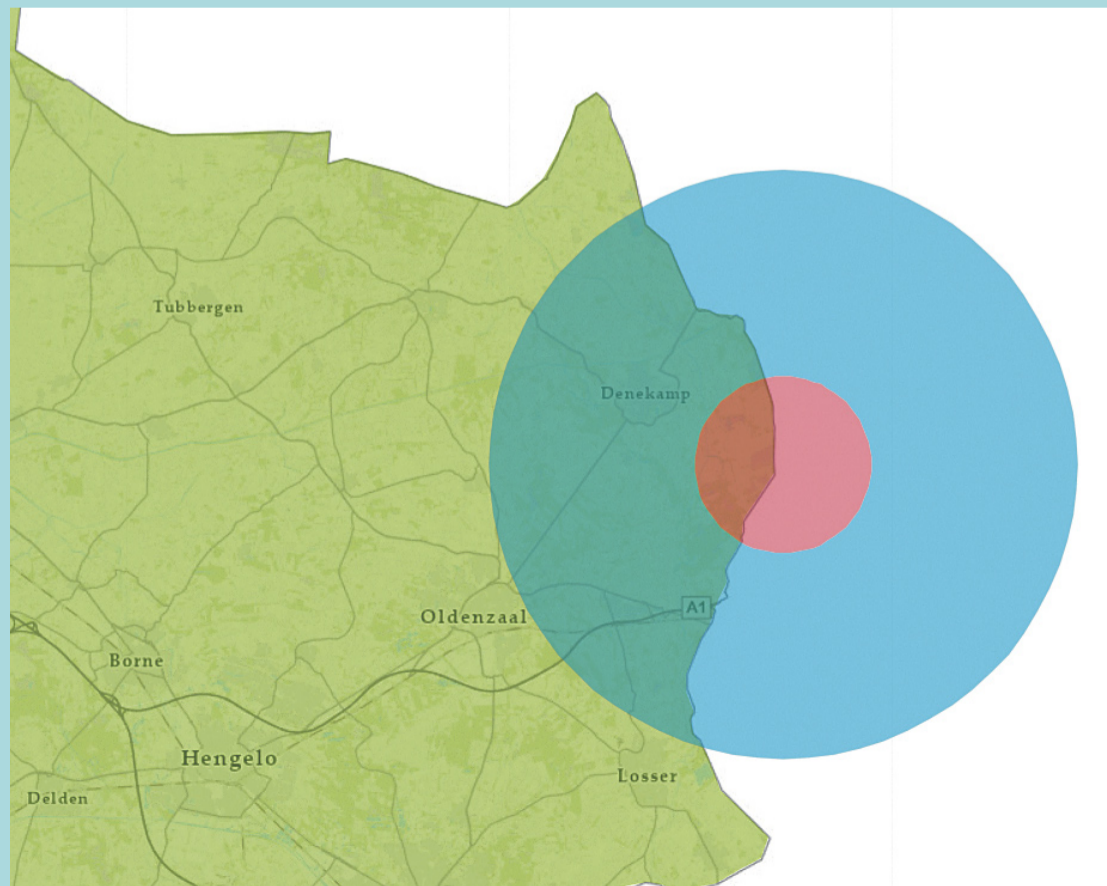 Tubbergen
Denekamp
A1
Oldenzaal
Borne
Hengelo
Losser
Delden